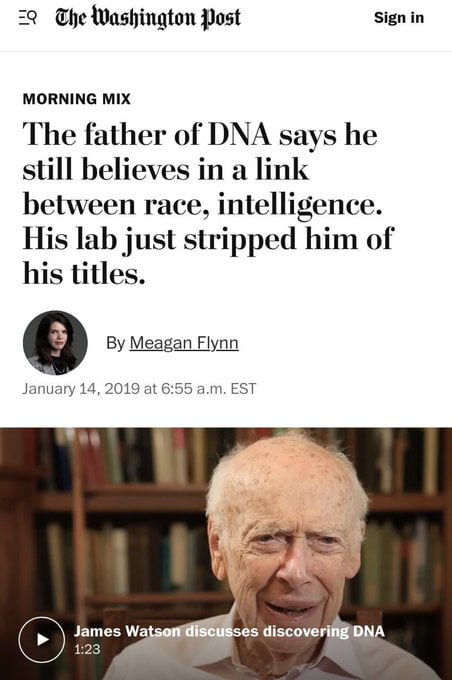 The Washington Post
Sign in
MORNING MIX
The father of DNA says he
still believes in a link
between race, intelligence.
His lab just stripped him of
his titles.
By Meagan Flynn
January 14, 2019 at 6:55 a.m. EST
James Watson discusses discovering DNA
1:23